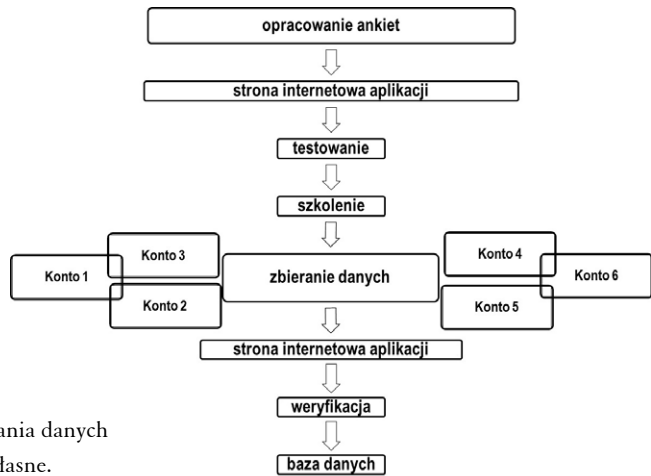 opracowanie ankiet
strona internetowa aplikacji
testowanie
szkolenie
Konto 3
Konto 1
Konto 2
zbieranie danych
Konto 4
Konto 6
Konto 5
strona internetowa aplikacji
weryfikacja
baza danych
ania danych
łasne.